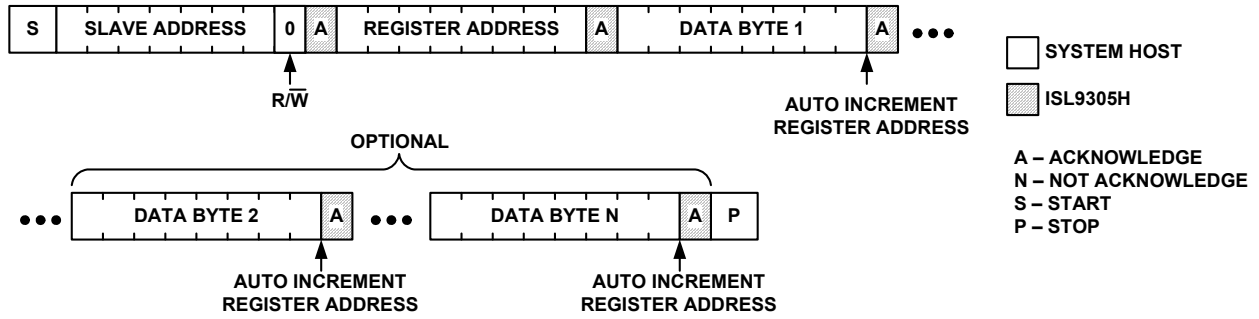 S SLAVE ADDRESS 0 A REGISTER ADDRESS A DATA BYTE 1 A •••
R/W̅
AUTO INCREMENT
REGISTER ADDRESS
SYSTEM HOST
ISL9305H
A – ACKNOWLEDGE
N – NOT ACKNOWLEDGE
S – START
P – STOP
OPTIONAL
••• DATA BYTE 2 A ••• DATA BYTE N A P
AUTO INCREMENT
REGISTER ADDRESS
AUTO INCREMENT
REGISTER ADDRESS